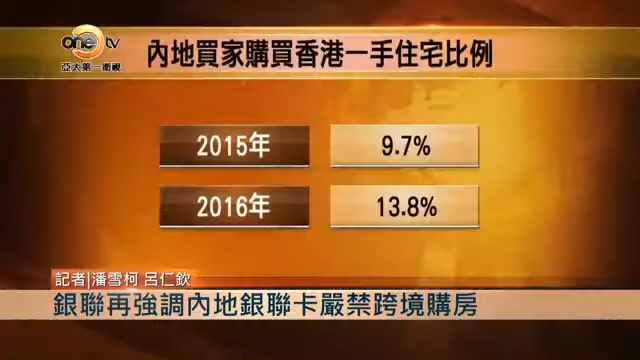 one tv
亞太第一衛視
內地買家購買香港一手住宅比例
2015年 9.7%
2016年 13.8%
記者|潘雪柯 呂仁欽
銀聯再強調內地銀聯卡嚴禁跨境購房